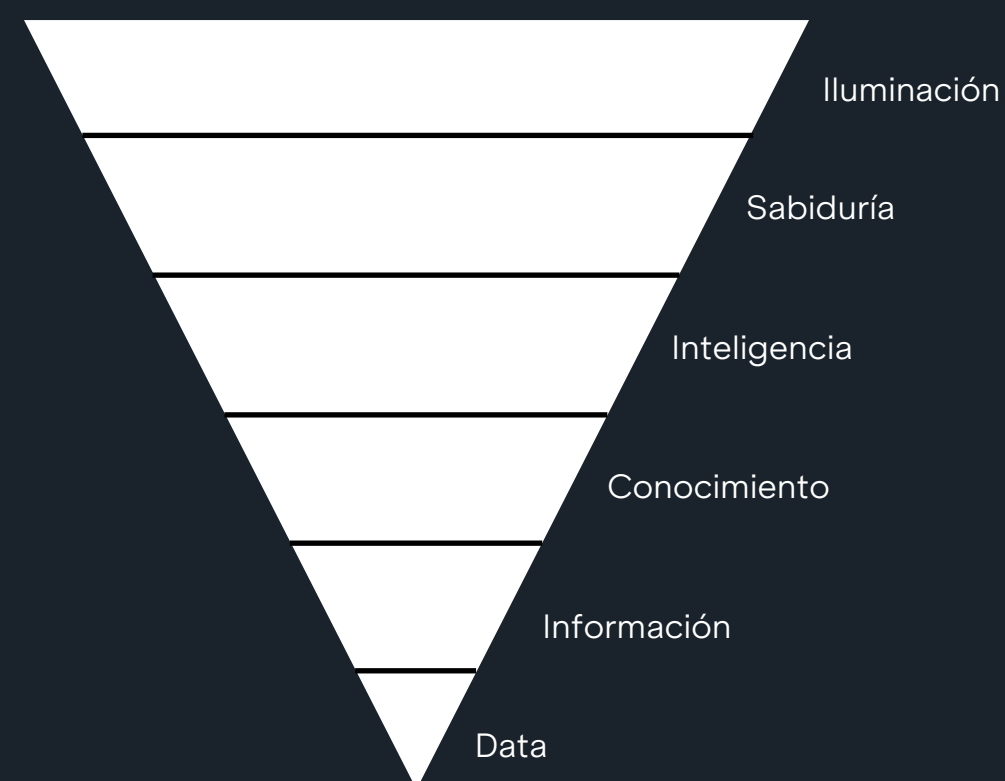 Iluminación
Sabiduría
Inteligencia
Conocimiento
Información
Data